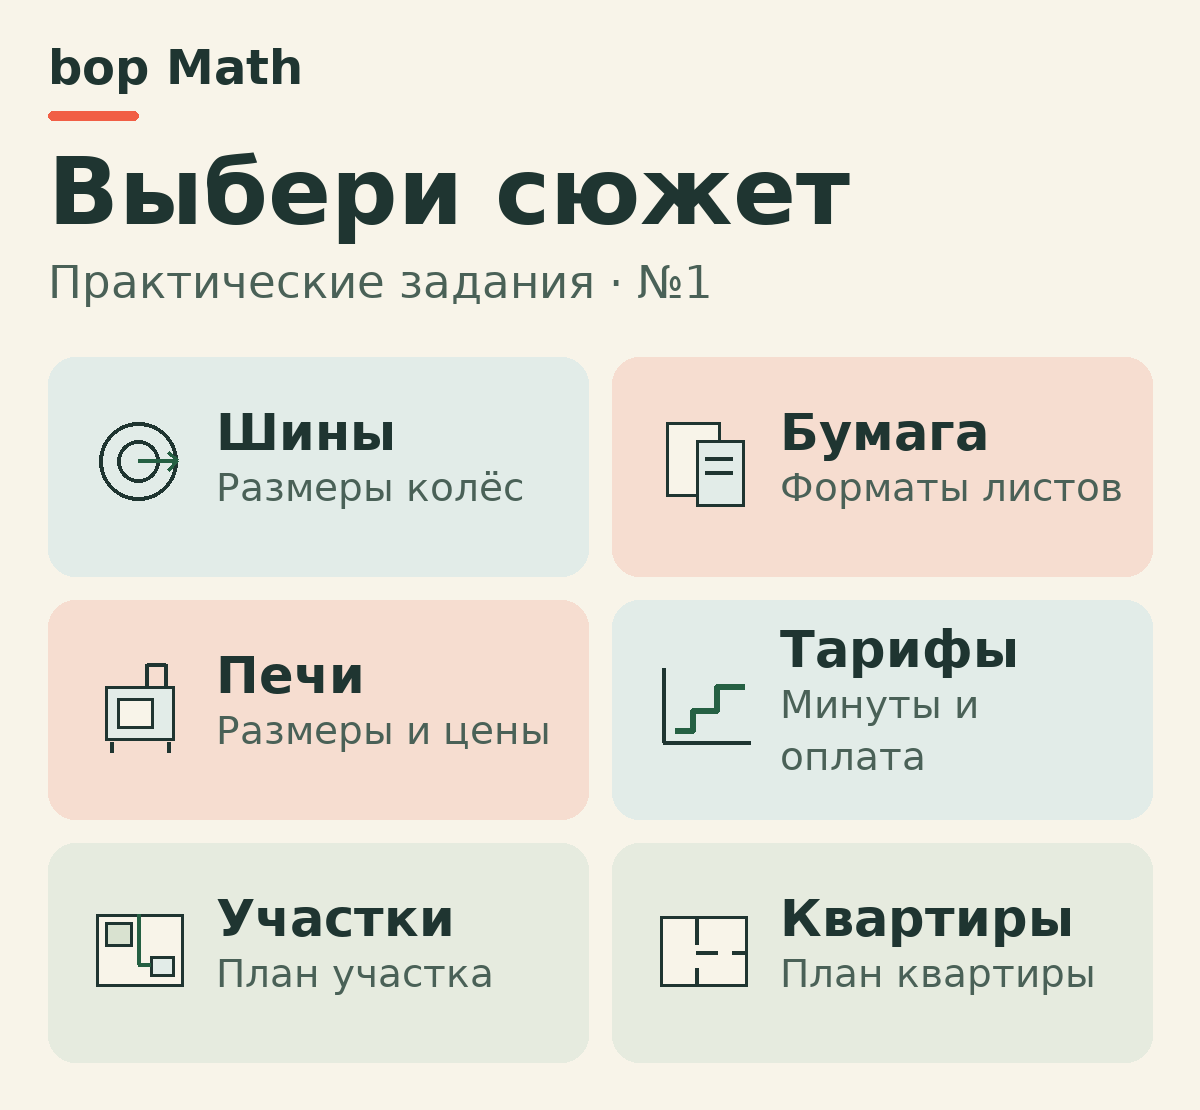 bop Math
Выбери сюжет
Практические задания · №1
Шины
Размеры колёс
Бумага
Форматы листов
Печи
Размеры и цены
Тарифы
Минуты и
оплата
Участки
План участка
Квартиры
План квартиры